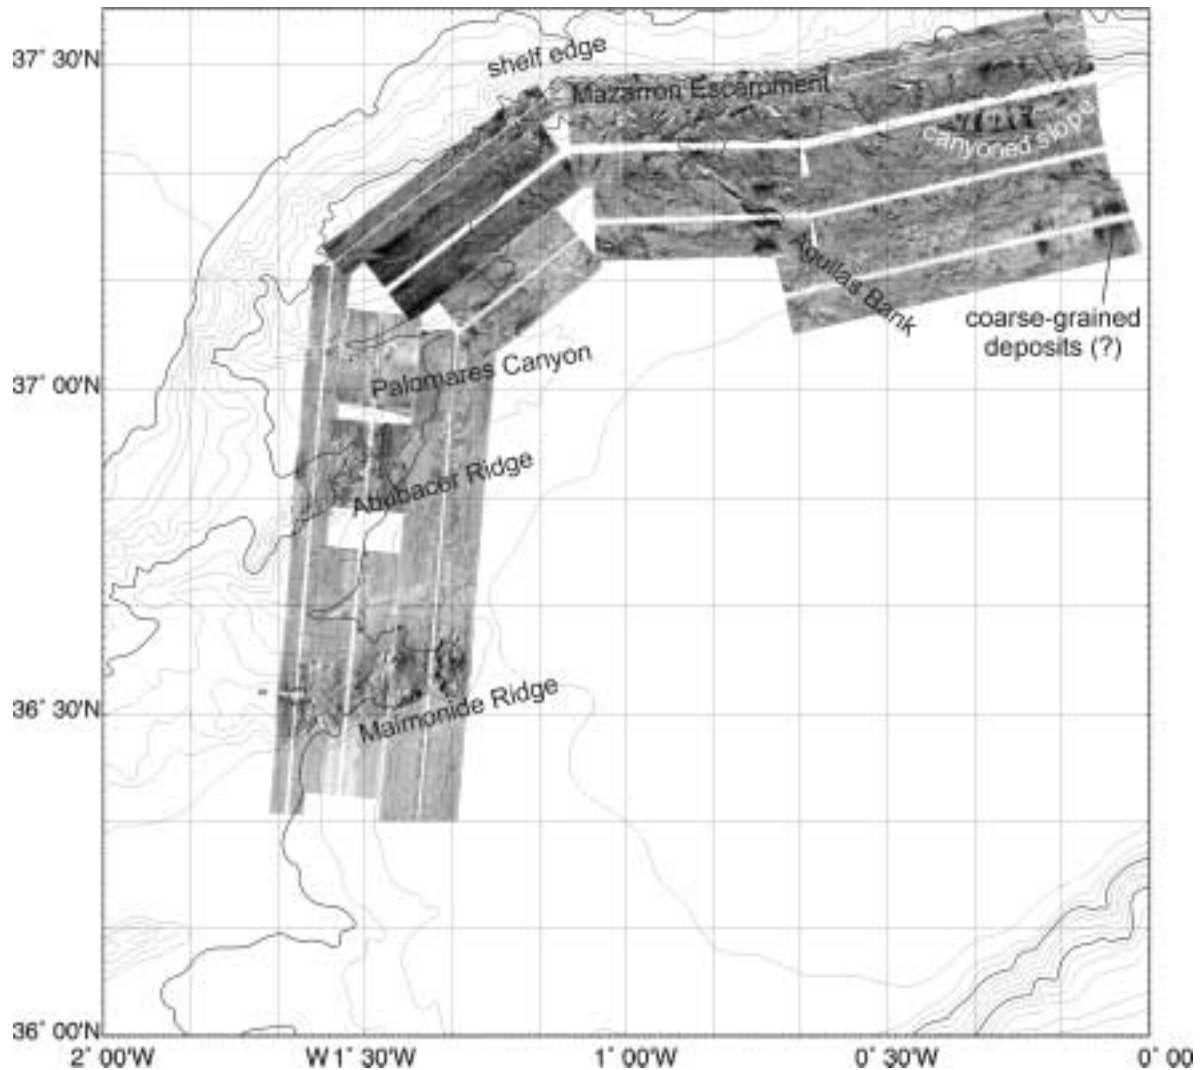 37° 30'N
shelf edge
Mazarron Escarpment
canyoned slope
Aguilas Bank
coarse-grained
deposits (?)
37° 00'N
Palomares Canyon
Abubacer Ridge
36° 30'N
Maimonide Ridge
36° 00'N
2° 00'W
W1° 30'W
1° 00'W
0° 30'W
0° 00